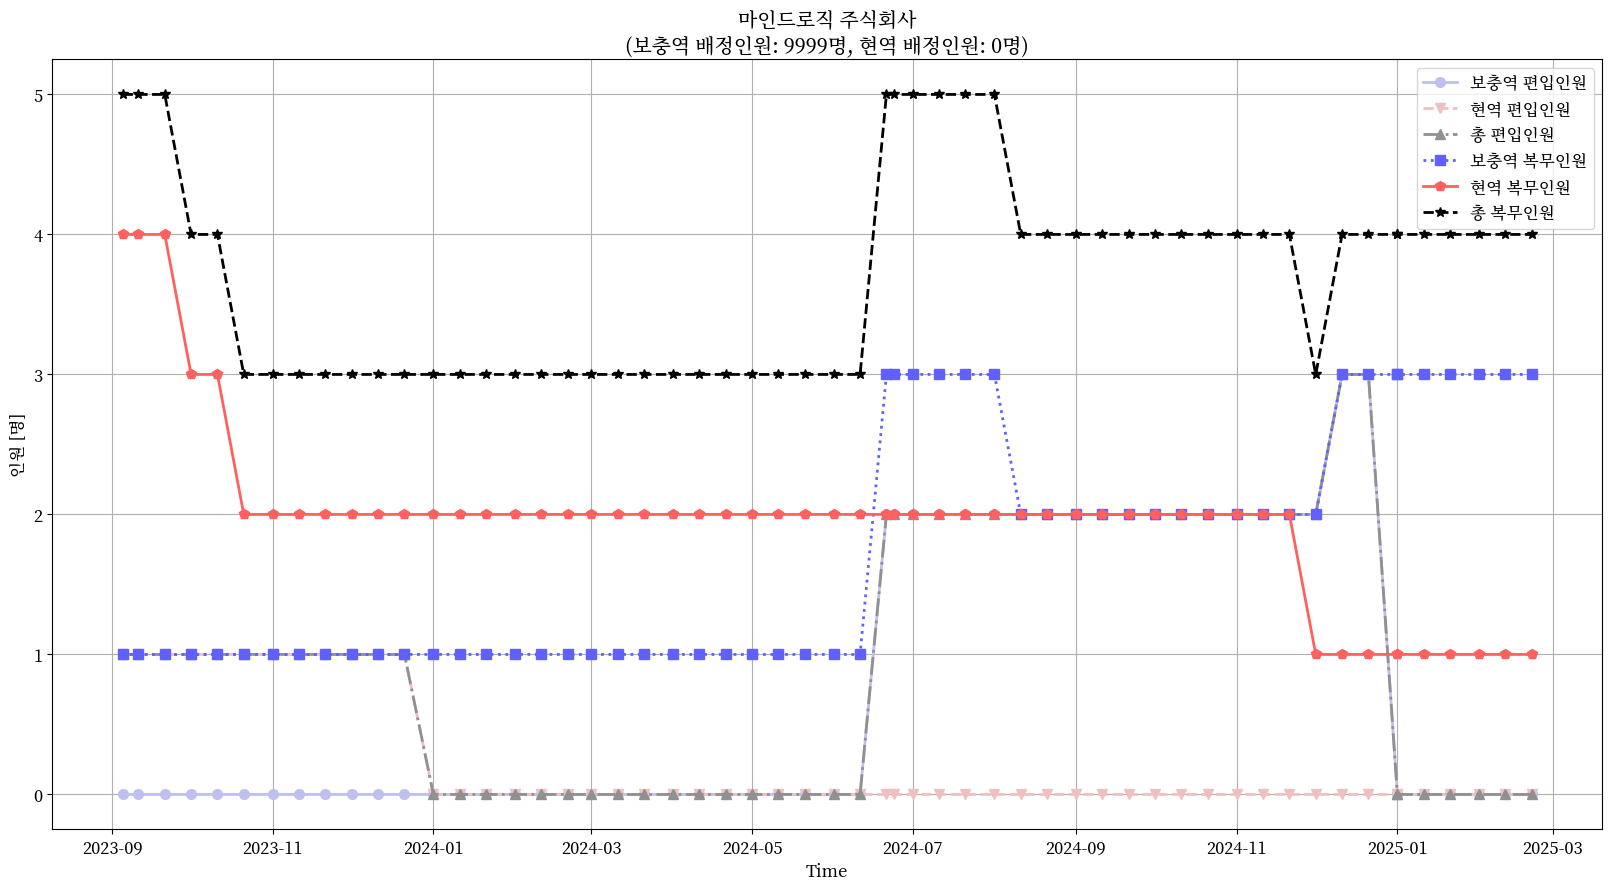 마인드로직 주식회사
(보충역 배정인원: 9999명, 현역 배정인원: 0명)
보충역 편입인원
현역 편입인원
총 편입인원
보충역 복무인원
현역 복무인원
총 복무인원
인원 [명]
5
4
3
2
1
0
2023-09
2023-11
2024-01
2024-03
2024-05
2024-07
2024-09
2024-11
2025-01
2025-03
Time